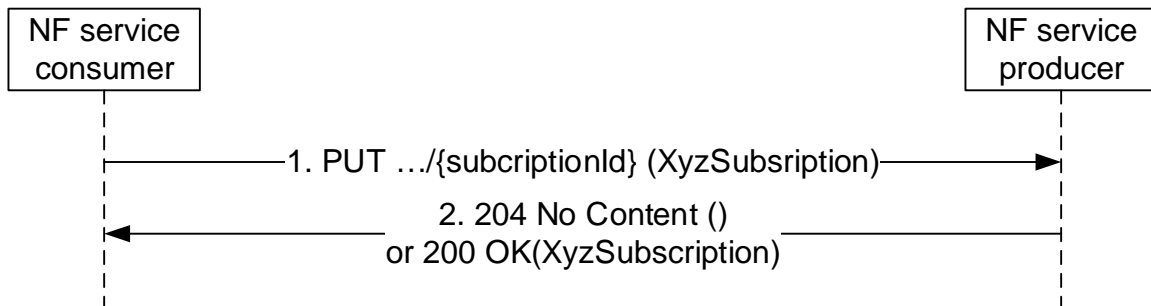 NF service
consumer
NF service
producer
1. PUT …/{subcriptionId} (XyzSubsription)
2. 204 No Content ()
or 200 OK(XyzSubscription)